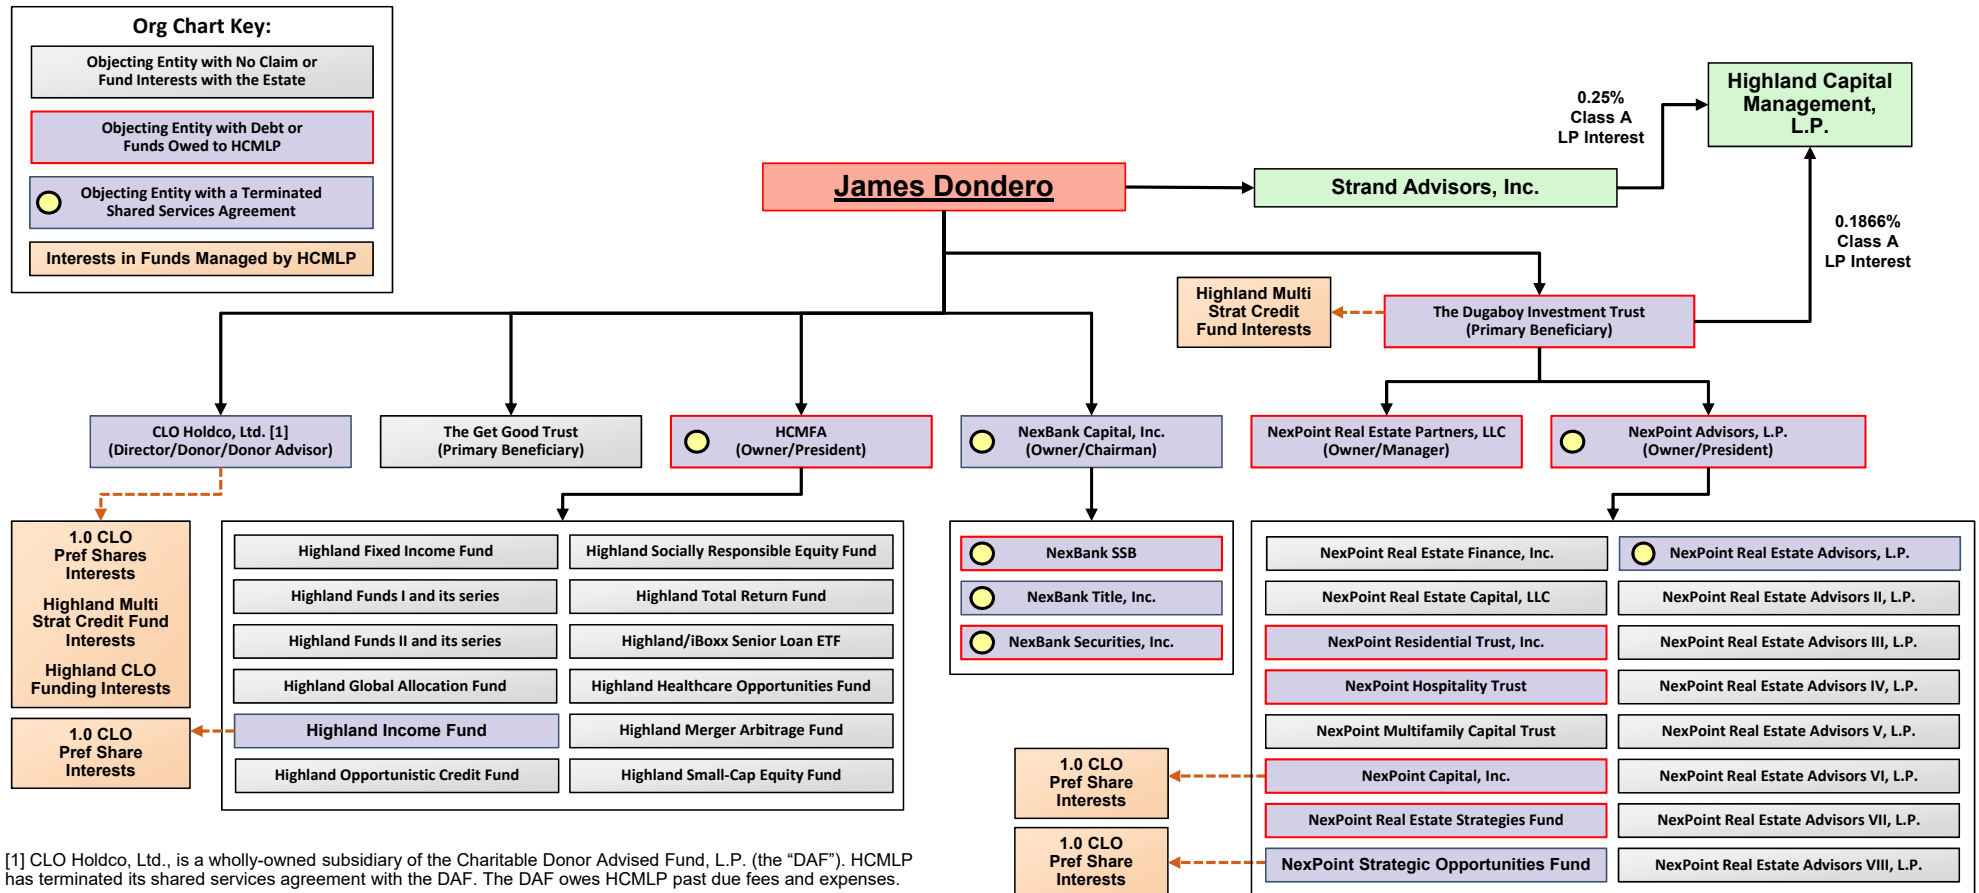 Org Chart Key:
Objecting Entity with No Claim or
Fund Interests with the Estate
Objecting Entity with Debt or
Funds Owed to HCMLP
Objecting Entity with a Terminated
Shared Services Agreement
Interests in Funds Managed by HCMLP
James Dondero
Strand Advisors, Inc.
0.25%
Class A
LP Interest
Highland Capital
Management,
L.P.
0.1866%
Class A
LP Interest
Highland Multi
Strat Credit
Fund Interests
The Dugaboy Investment Trust
(Primary Beneficiary)
CLO Holdco, Ltd. [1]
(Director/Donor/Donor Advisor)
The Get Good Trust
(Primary Beneficiary)
HCMFA
(Owner/President)
NexBank Capital, Inc.
(Owner/Chairman)
NexPoint Real Estate Partners, LLC
(Owner/Manager)
NexPoint Advisors, L.P.
(Owner/President)
1.0 CLO
Pref Shares
Interests
Highland Multi
Strat Credit Fund
Interests
Highland CLO
Funding Interests
1.0 CLO
Pref Share
Interests
Highland Fixed Income Fund
Highland Funds I and its series
Highland Funds II and its series
Highland Global Allocation Fund
Highland Income Fund
Highland Opportunistic Credit Fund
Highland Socially Responsible Equity Fund
Highland Total Return Fund
Highland/iBoxx Senior Loan ETF
Highland Healthcare Opportunities Fund
Highland Merger Arbitrage Fund
Highland Small-Cap Equity Fund
NexBank SSB
NexBank Title, Inc.
NexBank Securities, Inc.
1.0 CLO
Pref Share
Interests
1.0 CLO
Pref Share
Interests
NexPoint Real Estate Finance, Inc.
NexPoint Real Estate Capital, LLC
NexPoint Residential Trust, Inc.
NexPoint Hospitality Trust
NexPoint Multifamily Capital Trust
NexPoint Capital, Inc.
NexPoint Real Estate Strategies Fund
NexPoint Strategic Opportunities Fund
NexPoint Real Estate Advisors, L.P.
NexPoint Real Estate Advisors II, L.P.
NexPoint Real Estate Advisors III, L.P.
NexPoint Real Estate Advisors IV, L.P.
NexPoint Real Estate Advisors V, L.P.
NexPoint Real Estate Advisors VI, L.P.
NexPoint Real Estate Advisors VII, L.P.
NexPoint Real Estate Advisors VIII, L.P.
[1] CLO Holdco, Ltd., is a wholly-owned subsidiary of the Charitable Donor Advised Fund, L.P. (the “DAF”). HCMLP
has terminated its shared services agreement with the DAF. The DAF owes HCMLP past due fees and expenses.